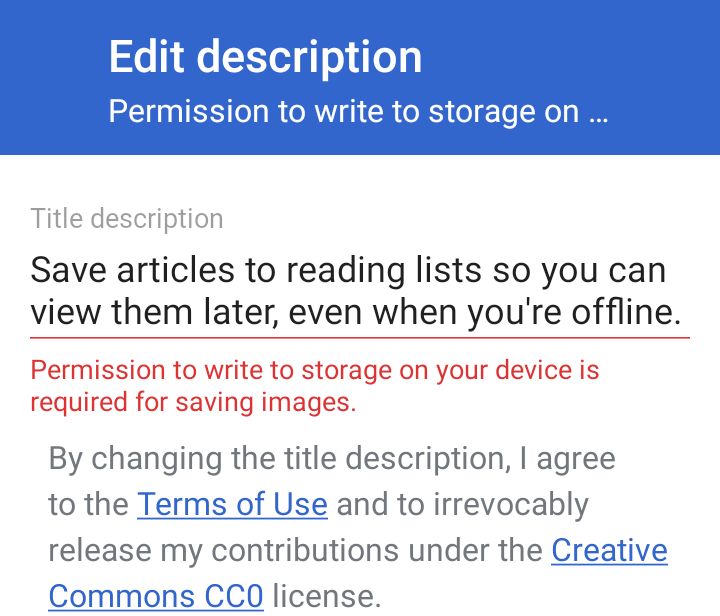 Edit description
Permission to write to storage on ...
Title description
Save articles to reading lists so you can
view them later, even when you're offline.
Permission to write to storage on your device is
required for saving images.
By changing the title description, I agree
to the Terms of Use and to irrevocably
release my contributions under the Creative
Commons CC0 license.